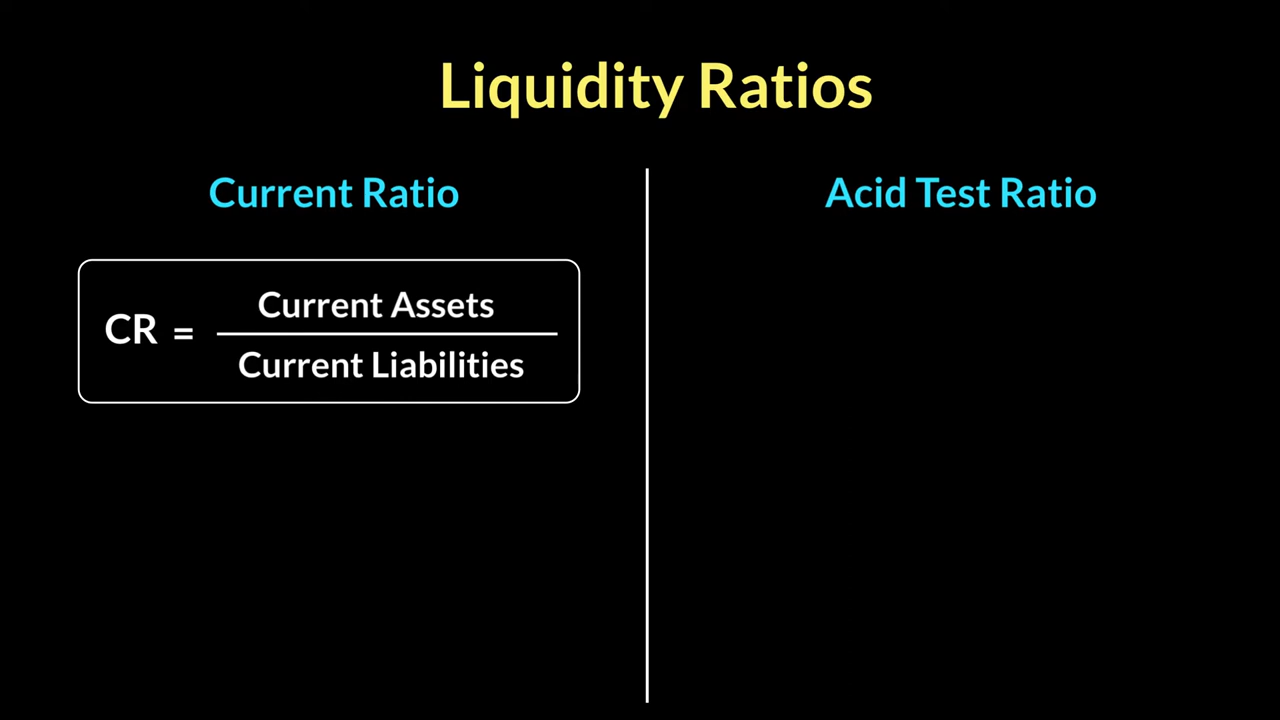 Liquidity Ratios
Current Ratio
CR = Current Assets
Current Liabilities
Acid Test Ratio